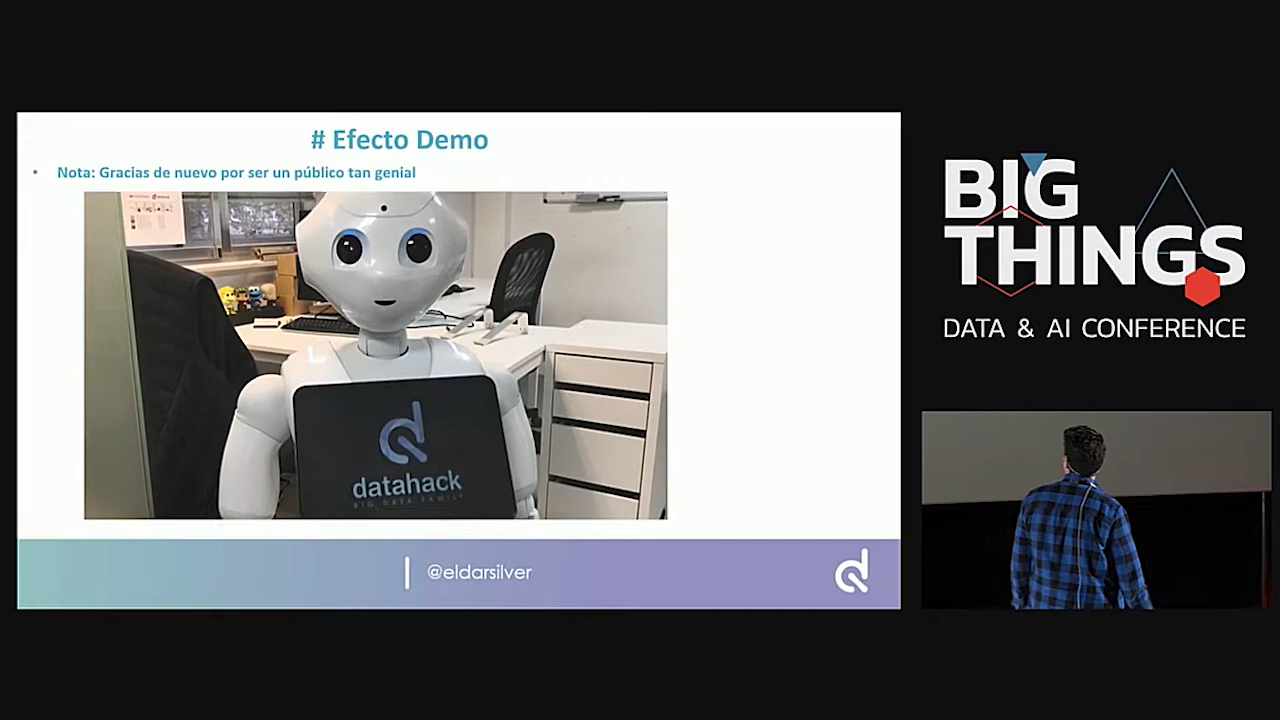 # Efecto Demo
• Nota: Gracias de nuevo por ser un público tan genial
datahack
BIG DATA FAMILY
@eldarsilver
BIG
THINGS
DATA & AI CONFERENCE